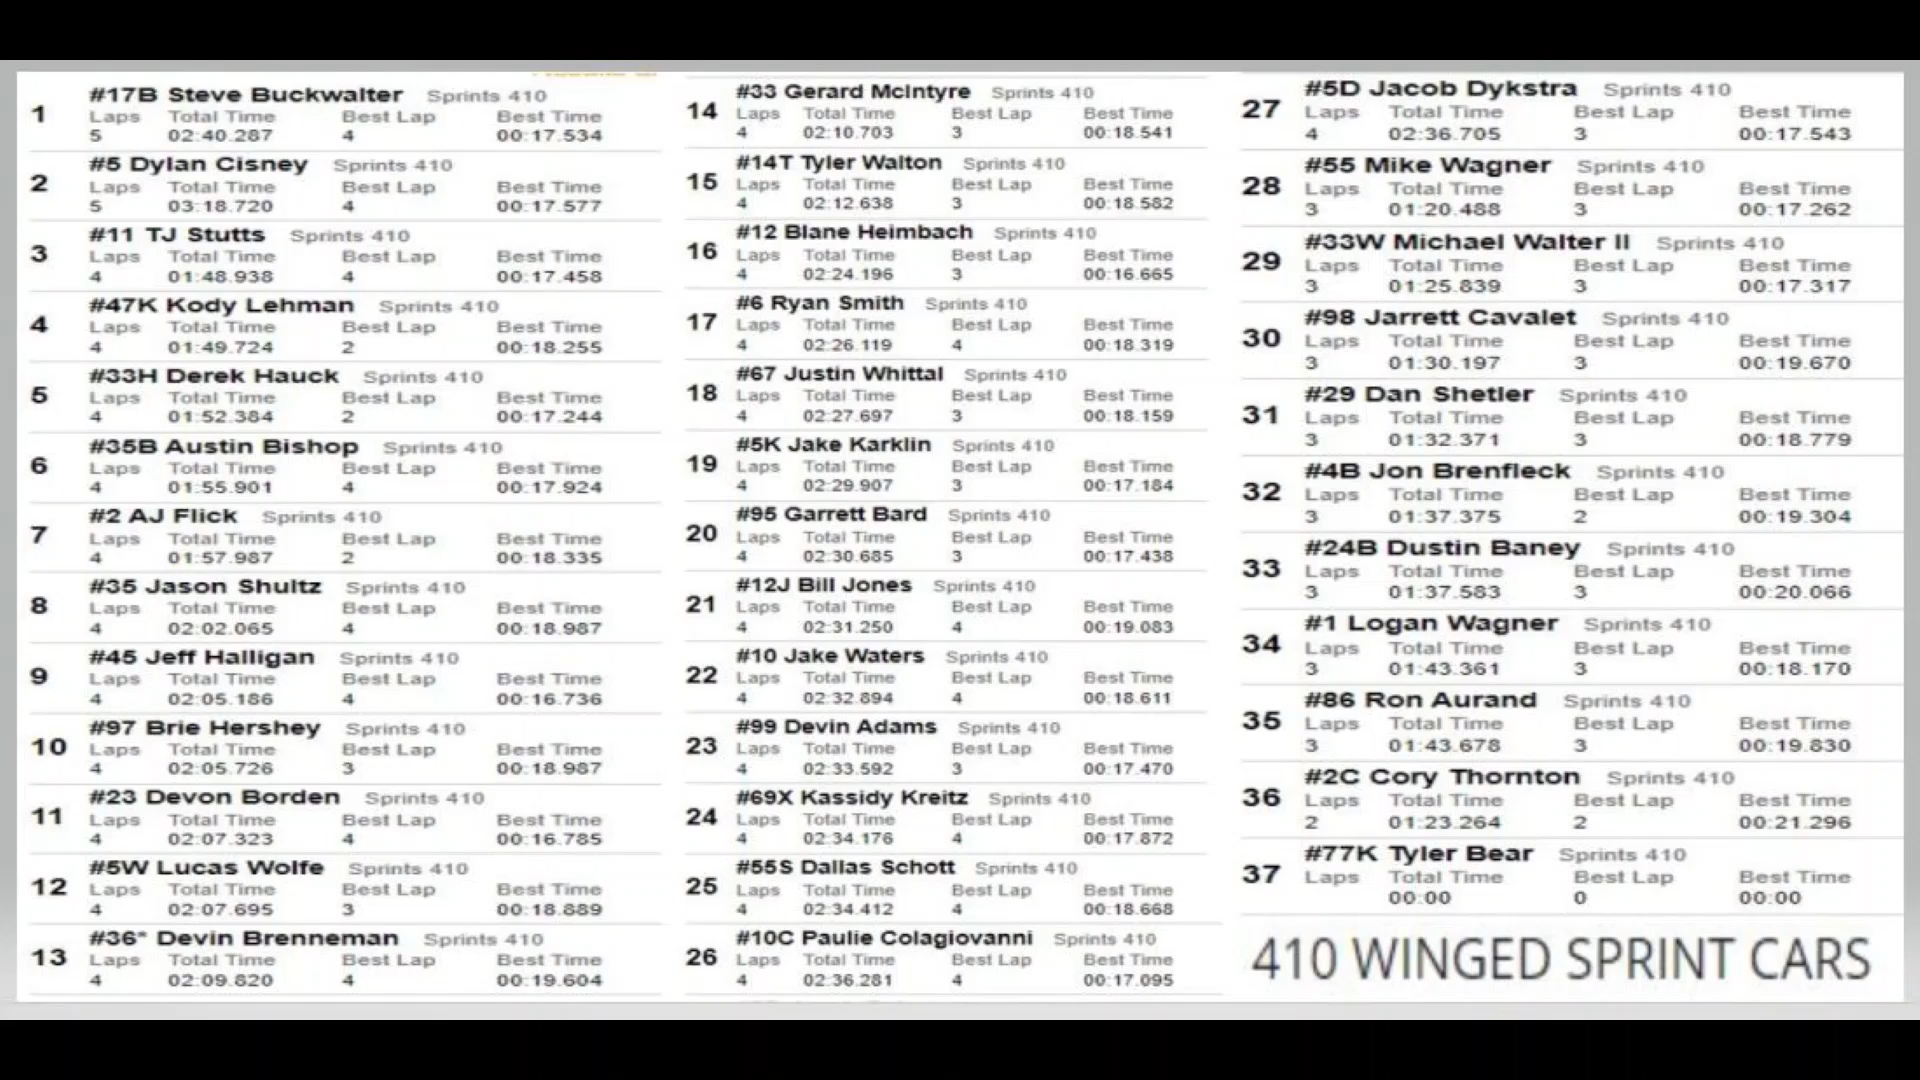 1
#17B Steve Buckwalter Sprints 410
Laps Total Time Best Lap Best Time
5 02:40.287 4 00:17.534
2
#5 Dylan Cisney Sprints 410
Laps Total Time Best Lap Best Time
5 03:18.720 4 00:17.577
3
#11 TJ Stutts Sprints 410
Laps Total Time Best Lap Best Time
4 01:48.938 4 00:17.458
4
#47K Kody Lehman Sprints 410
Laps Total Time Best Lap Best Time
4 01:49.724 2 00:18.255
5
#33H Derek Hauck Sprints 410
Laps Total Time Best Lap Best Time
4 01:52.384 2 00:17.244
6
#35B Austin Bishop Sprints 410
Laps Total Time Best Lap Best Time
4 01:55.901 4 00:17.924
7
#2 AJ Flick Sprints 410
Laps Total Time Best Lap Best Time
4 01:57.987 2 00:18.335
8
#35 Jason Shultz Sprints 410
Laps Total Time Best Lap Best Time
4 02:02.065 4 00:18.987
9
#45 Jeff Halligan Sprints 410
Laps Total Time Best Lap Best Time
4 02:05.186 4 00:16.736
10
#97 Brie Hershey Sprints 410
Laps Total Time Best Lap Best Time
4 02:05.726 3 00:18.987
11
#23 Devon Borden Sprints 410
Laps Total Time Best Lap Best Time
4 02:07.323 4 00:16.785
12
#5W Lucas Wolfe Sprints 410
Laps Total Time Best Lap Best Time
4 02:07.695 3 00:18.889
13
#36* Devin Brenneman Sprints 410
Laps Total Time Best Lap Best Time
4 02:09.820 4 00:19.604
14
#33 Gerard McIntyre Sprints 410
Laps Total Time Best Lap Best Time
4 02:10.703 3 00:18.541
15
#14T Tyler Walton Sprints 410
Laps Total Time Best Lap Best Time
4 02:12.638 3 00:18.582
16
#12 Blane Heimbach Sprints 410
Laps Total Time Best Lap Best Time
4 02:24.196 3 00:16.665
17
#6 Ryan Smith Sprints 410
Laps Total Time Best Lap Best Time
4 02:26.119 4 00:18.319
18
#67 Justin Whittal Sprints 410
Laps Total Time Best Lap Best Time
4 02:27.697 3 00:18.159
19
#5K Jake Karklin Sprints 410
Laps Total Time Best Lap Best Time
4 02:29.907 3 00:17.184
20
#95 Garrett Bard Sprints 410
Laps Total Time Best Lap Best Time
4 02:30.685 3 00:17.438
21
#12J Bill Jones Sprints 410
Laps Total Time Best Lap Best Time
4 02:31.250 4 00:19.083
22
#10 Jake Waters Sprints 410
Laps Total Time Best Lap Best Time
4 02:32.894 4 00:18.611
23
#99 Devin Adams Sprints 410
Laps Total Time Best Lap Best Time
4 02:33.592 3 00:17.470
24
#69X Kassidy Kreitz Sprints 410
Laps Total Time Best Lap Best Time
4 02:34.176 4 00:17.872
25
#55S Dallas Schott Sprints 410
Laps Total Time Best Lap Best Time
4 02:34.412 4 00:18.668
26
#10C Paulie Colagiovanni Sprints 410
Laps Total Time Best Lap Best Time
4 02:36.281 4 00:17.095
27
#5D Jacob Dykstra Sprints 410
Laps Total Time Best Lap Best Time
4 02:36.705 3 00:17.543
28
#55 Mike Wagner Sprints 410
Laps Total Time Best Lap Best Time
3 01:20.488 3 00:17.262
29
#33W Michael Walter II Sprints 410
Laps Total Time Best Lap Best Time
3 01:25.839 3 00:17.317
30
#98 Jarrett Cavalet Sprints 410
Laps Total Time Best Lap Best Time
3 01:30.197 3 00:19.670
31
#29 Dan Shetler Sprints 410
Laps Total Time Best Lap Best Time
3 01:32.371 3 00:18.779
32
#4B Jon Brenfleck Sprints 410
Laps Total Time Best Lap Best Time
3 01:37.375 2 00:19.304
33
#24B Dustin Baney Sprints 410
Laps Total Time Best Lap Best Time
3 01:37.583 3 00:20.066
34
#1 Logan Wagner Sprints 410
Laps Total Time Best Lap Best Time
3 01:43.361 3 00:18.170
35
#86 Ron Aurand Sprints 410
Laps Total Time Best Lap Best Time
3 01:43.678 3 00:19.830
36
#2C Cory Thornton Sprints 410
Laps Total Time Best Lap Best Time
2 01:23.264 2 00:21.296
37
#77K Tyler Bear Sprints 410
Laps Total Time Best Lap Best Time
00:00 0 00:00
410 WINGED SPRINT CARS